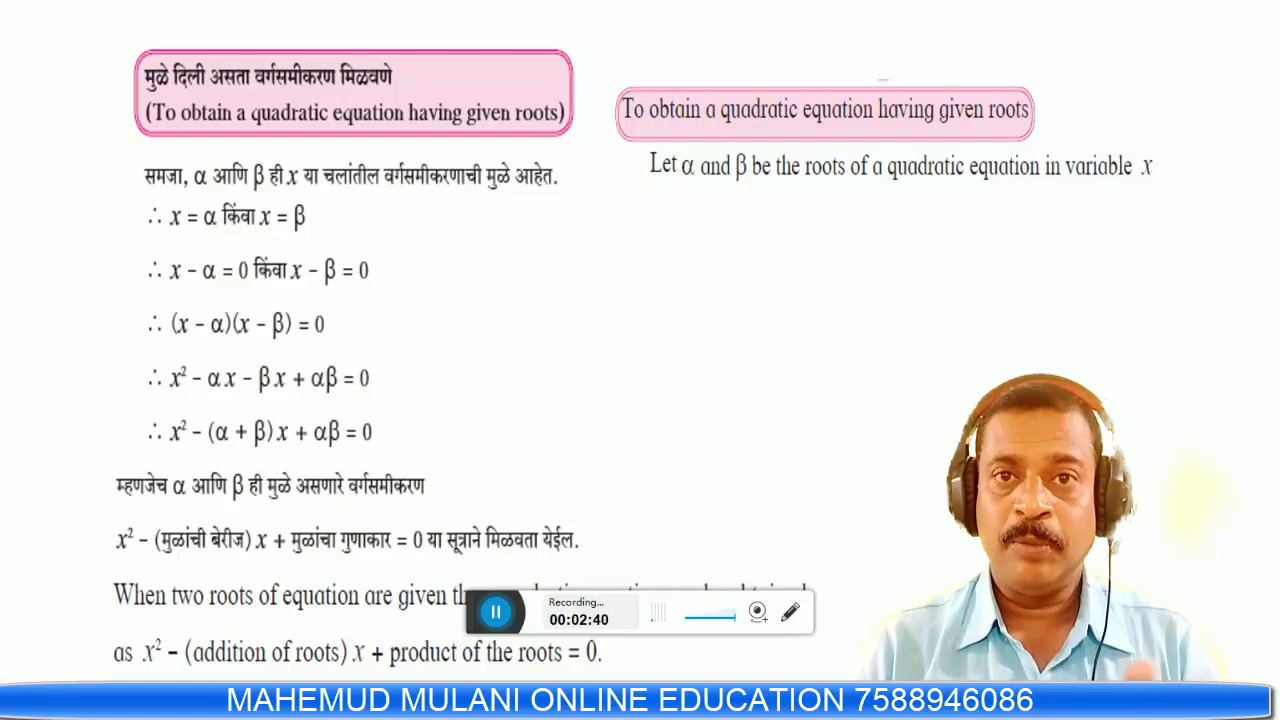 मुळे दिली असता वर्गसमीकरण मिळवणे
(To obtain a quadratic equation having given roots)
समजा, α आणि β ही x या चलांतील वर्गसमीकरणाची मुळे आहेत.
∴ x = α किंवा x = β
∴ x – α = 0 किंवा x – β = 0
∴ (x – α)(x – β) = 0
∴ x² – αx – βx + αβ = 0
∴ x² – (α + β)x + αβ = 0
म्हणजेच α आणि β ही मुळे असणारे वर्गसमीकरण
x² – (मुळांची बेरीज) x + मुळांचा गुणाकार = 0 या सूत्राने मिळवता येईल.
When two roots of equation are given
as x² – (addition of roots) x + product of the roots = 0.
To obtain a quadratic equation having given roots
Let α and β be the roots of a quadratic equation in variable x
Recording...
00:02:40
MAHEMUD MULANI ONLINE EDUCATION 7588946086